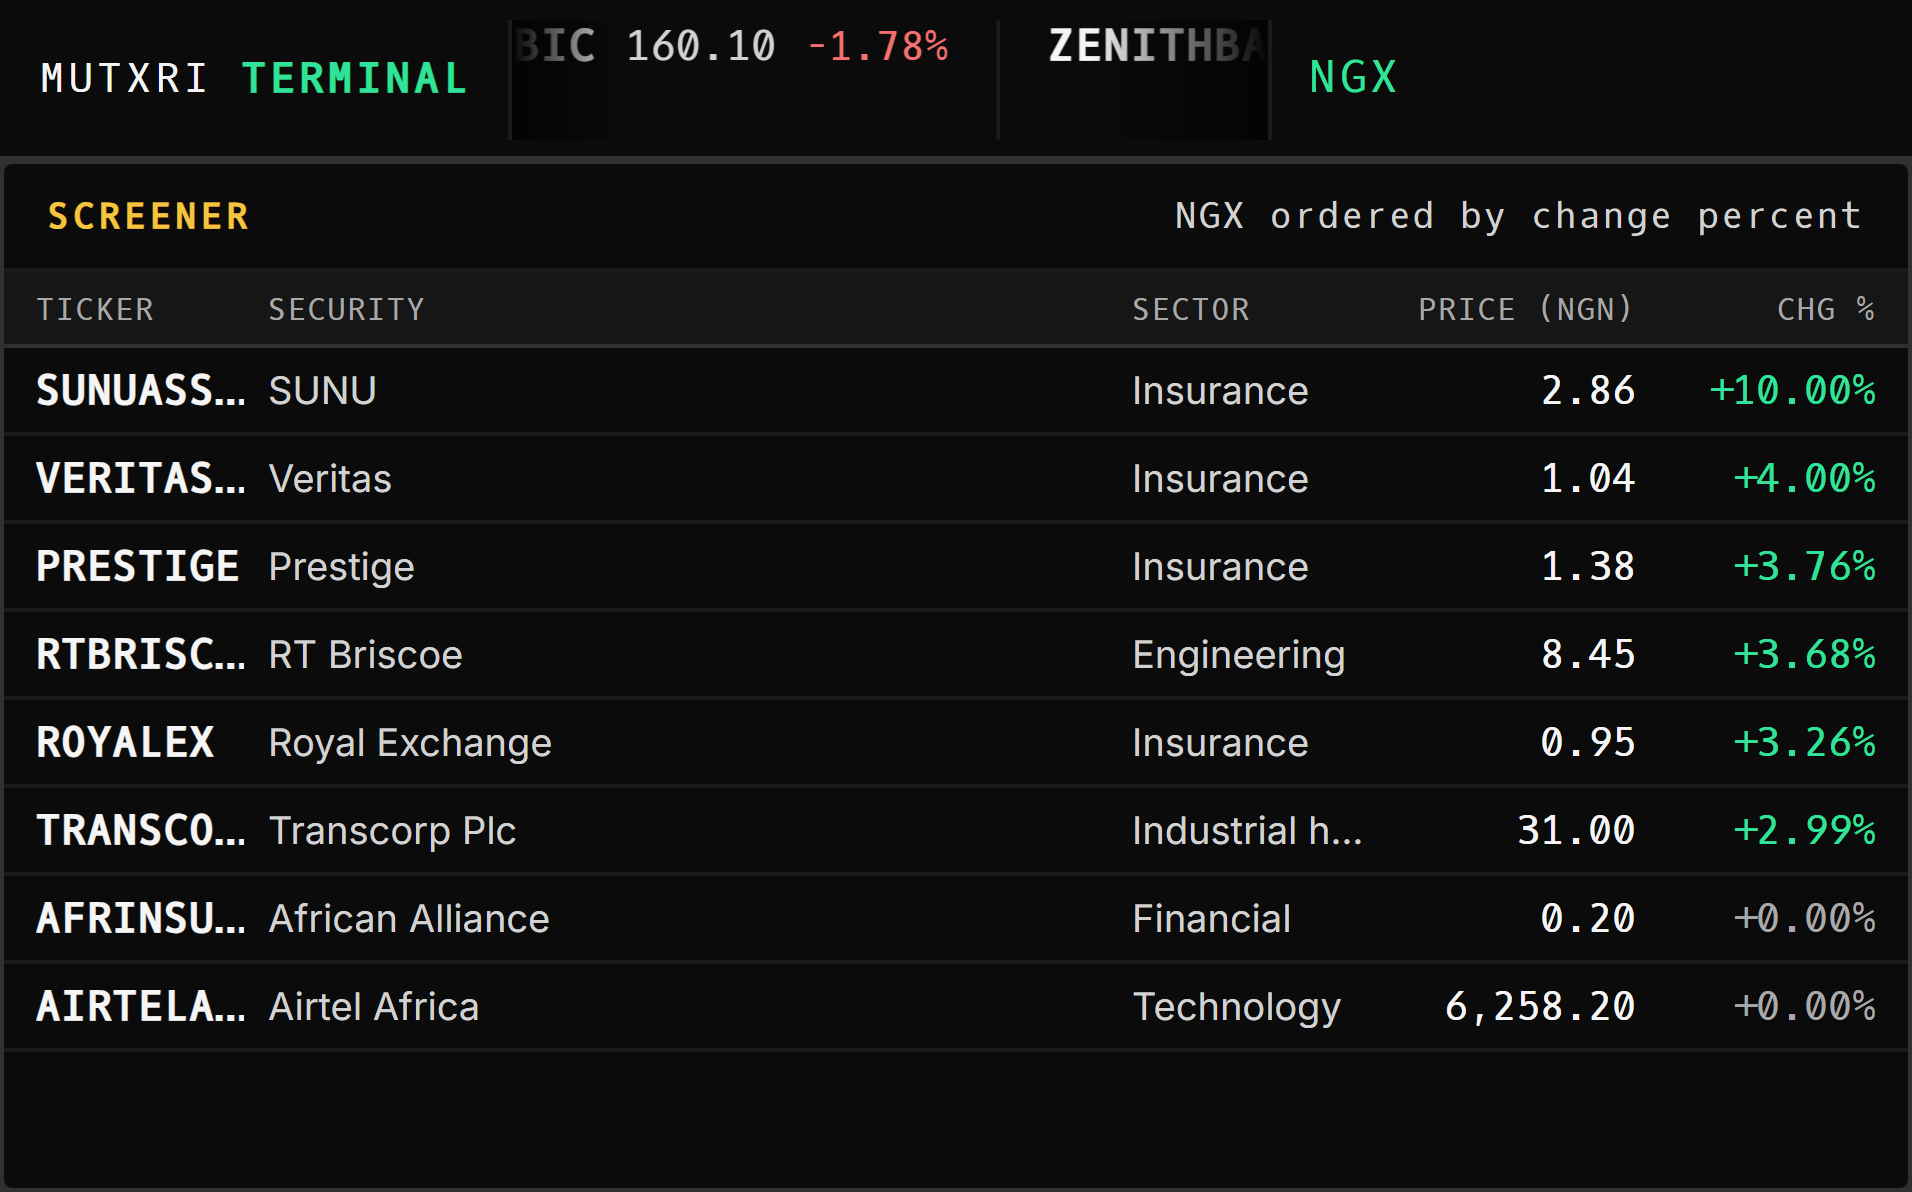 MUTXRI TERMINAL BIC 160.10 -1.78% ZENITHBA NGX
SCREENER NGX ordered by change percent
TICKER SECURITY SECTOR PRICE (NGN) CHG %
SUNUASS... SUNU Insurance 2.86 +10.00%
VERITAS... Veritas Insurance 1.04 +4.00%
PRESTIGE Prestige Insurance 1.38 +3.76%
RTBRISC... RT Briscoe Engineering 8.45 +3.68%
ROYALEX Royal Exchange Insurance 0.95 +3.26%
TRANSCO... Transcorp Plc Industrial h... 31.00 +2.99%
AFRINSU... African Alliance Financial 0.20 +0.00%
AIRTELA... Airtel Africa Technology 6,258.20 +0.00%